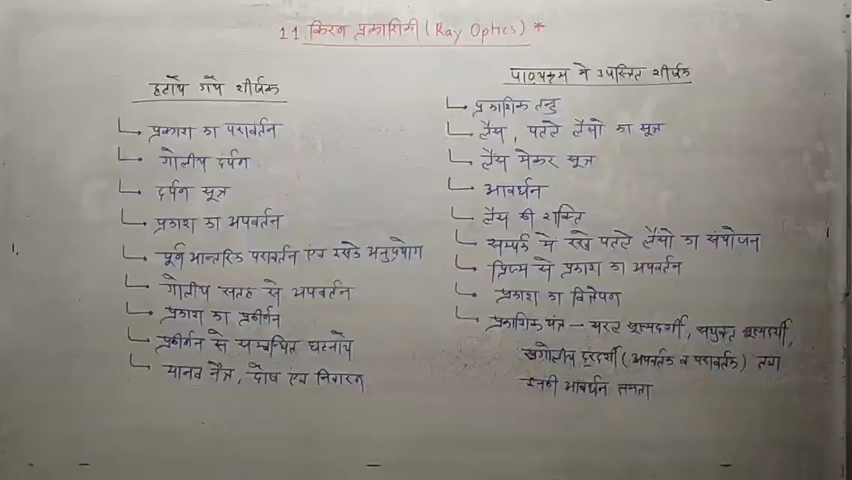 11. किरण प्रकाशिकी (Ray Optics) *
हटाये गये शीर्षक
प्रकाश का परावर्तन
गोलीय दर्पण
दर्पण सूत्र
प्रकाश का अपवर्तन
पूर्ण आन्तरिक परावर्तन एंव इसके अनुप्रयोग
गोलीय सतह से अपवर्तन
प्रकाश का प्रकीर्णन
प्रकीर्णन से सम्बन्धित घटनाये
मानव नेत्र, दोष एंव निवारण
पाठ्यक्रम मे उपस्थित शीर्षक
प्रकाशिक तन्तु
लैंस, पतले लैंसो का सूत्र
लैंस मेकर सूत्र
आवर्धन
लैंस की शक्ति
सम्पर्क मे रखे पतले लैंसो का संयोजन
प्रिज्म से प्रकाश का अपवर्तन
प्रकाश का विक्षेपण
प्रकाशिक यंत्र - सरल सूक्ष्मदर्शी, संयुक्त सूक्ष्मदर्शी,
खगोलीय दूरदर्शी (अपवर्तक व परावर्तक) तथा
इनकी आवर्धन क्षमता
1.